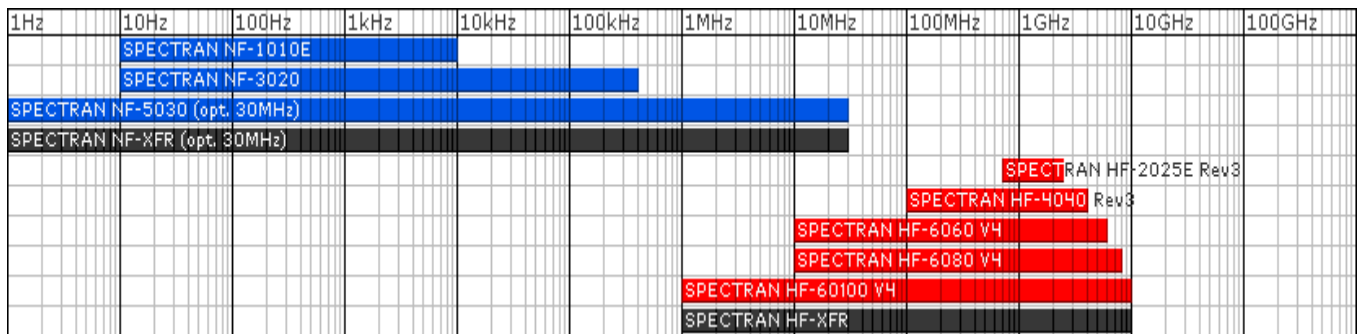 1Hz 10Hz 100Hz 1kHz 10kHz 100kHz 1MHz 10MHz 100MHz 1GHz 10GHz 100GHz
SPECTRAN NF-1010E
SPECTRAN NF-3020
SPECTRAN NF-5030 (opt. 30MHz)
SPECTRAN NF-XFR (opt. 30MHz)
SPECTRAN HF-2025E Rev3
SPECTRAN HF-4040 Rev3
SPECTRAN HF-6060 V4
SPECTRAN HF-6080 V4
SPECTRAN HF-60100 V4
SPECTRAN HF-XFR